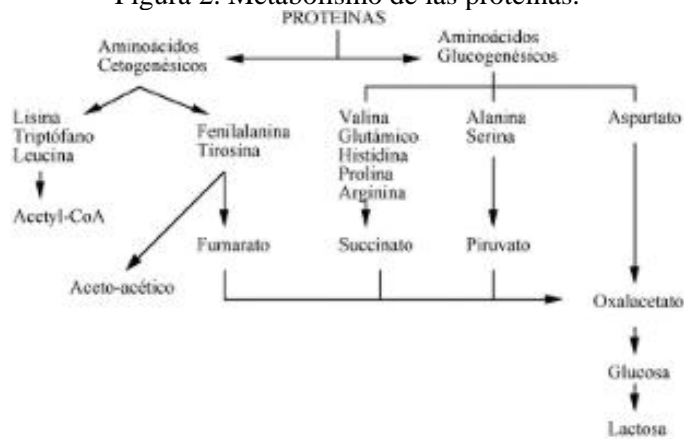 Figura 2. Metabolismo de las proteínas.
PROTEINAS
Aminoácidos
Cetogenésicos
Aminoácidos
Glucogenésicos
Lisina
Triptófano
Leucina
Fenilalanina
Tirosina
Valina
Glutámico
Histidina
Prolina
Arginina
Alanina
Serina
Aspartato
Acetyl-CoA
Fumarato
Succinato
Piruvato
Aceto-acético
Oxalacetato
Glucosa
Lactosa